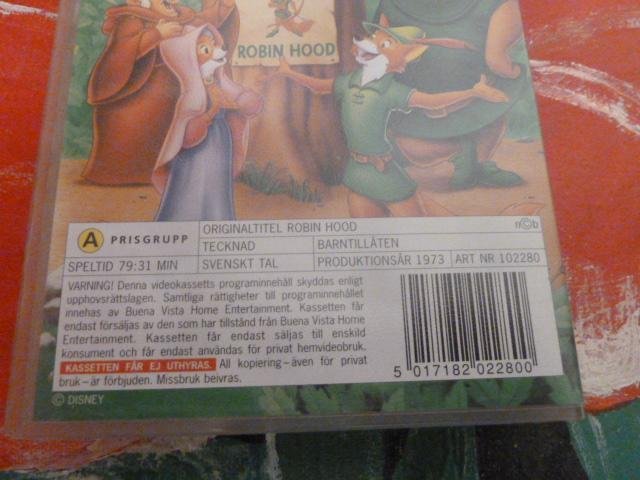 ROBIN HOOD
A PRISGRUPP
ORIGINALTITEL ROBIN HOOD
n©b
TECKNAD BARNTILLÅTEN
SPELTID 79:31 MIN SVENSKT TAL PRODUKTIONSÅR 1973 ART NR 102280
VARNING! Denna videokassetts programinnehåll skyddas enligt
upphovsrättslagen. Samtliga rättigheter till programinnehållet
innehas av Buena Vista Home Entertainment. Kassetten får
endast försäljas av den som har tillstånd från Buena Vista Home
Entertainment. Kassetten får endast säljas till enskild
konsument och får endast användas för privat hemvideobruk.
KASSETTEN FÅR EJ UTHYRAS. All kopiering – även för privat
bruk – är förbjuden. Missbruk beivras.
5 017182 022800
© DISNEY